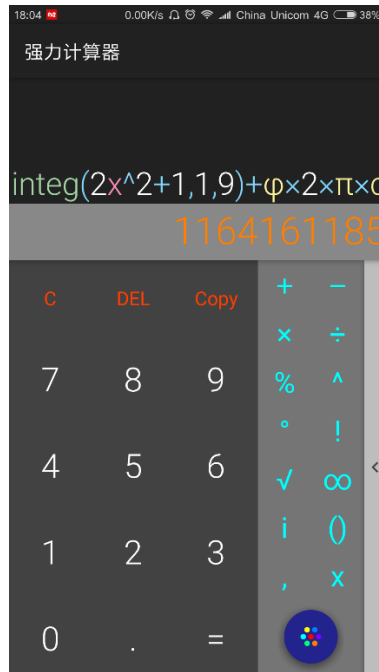 18:04 0.00K/s China Unicom 4G 38%
强力计算器
integ(2x^2+1,1,9)+φ×2×π×
1164161185
C DEL Copy + −
× ÷
7 8 9 % ^
° !
4 5 6 √ ∞
i ()
1 2 3 , x
0 . =